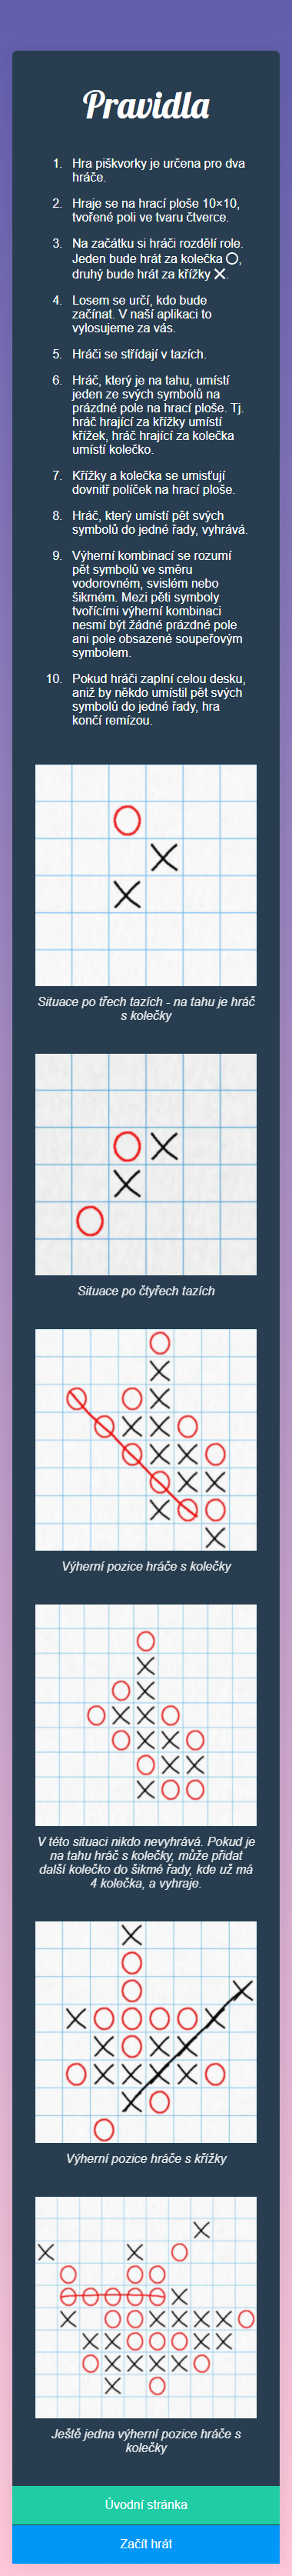 Pravidla
1. Hra piškvorky je určena pro dva
hráče.
2. Hraje se na hrací ploše 10×10,
tvořené poli ve tvaru čtverce.
3. Na začátku si hráči rozdělí role.
Jeden bude hrát za kolečka ,
druhý bude hrát za křížky .
4. Losem se určí, kdo bude
začínat. V naší aplikaci to
vylosujeme za vás.
5. Hráči se střídají v tazích.
6. Hráč, který je na tahu, umístí
jeden ze svých symbolů na
prázdné pole na hrací ploše. Tj.
hráč hrající za křížky umístí
křížek, hráč hrající za kolečka
umístí kolečko.
7. Křížky a kolečka se umisťují
dovnitř políček na hrací ploše.
8. Hráč, který umístí pět svých
symbolů do jedné řady, vyhrává.
9. Výherní kombinací se rozumí
pět symbolů ve směru
vodorovném, svislém nebo
šikmém. Mezi pěti symboly
tvořícími výherní kombinaci
nesmí být žádné prázdné pole
ani pole obsazené soupeřovým
symbolem.
10. Pokud hráči zaplní celou desku,
aniž by někdo umístil pět svých
symbolů do jedné řady, hra
končí remízou.
Situace po třech tazích - na tahu je hráč
s kolečky
Situace po čtyřech tazích
Výherní pozice hráče s kolečky
V této situaci nikdo nevyhrává. Pokud je
na tahu hráč s kolečky, může přidat
další kolečko do šikmé řady, kde už má
4 kolečka, a vyhraje.
Výherní pozice hráče s křížky
Ještě jedna výherní pozice hráče s
kolečky
Úvodní stránka
Začít hrát